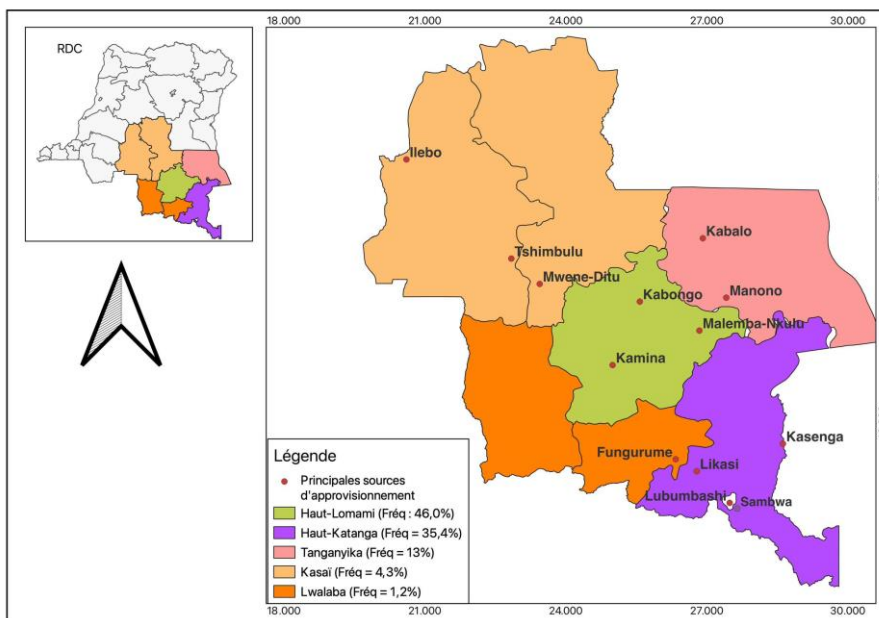 RDC
18.000 21.000 24.000 27.000 30.000
Ilebo
Tshimbulu
Mwene-Ditu
Kabalo
Kabongo
Manono
Malemba-Nkulu
Kamina
Kasenga
Fungurume
Likasi
Lubumbashi
Sambwa
Légende
Principales sources
d'approvisionnement
Haut-Lomami (Fréq : 46,0%)
Haut-Katanga (Fréq = 35,4%)
Tanganyika (Fréq = 13%)
Kasaï (Fréq = 4,3%)
Lwalaba (Fréq = 1,2%)
18.000 21.000 24.000 27.000 30.000